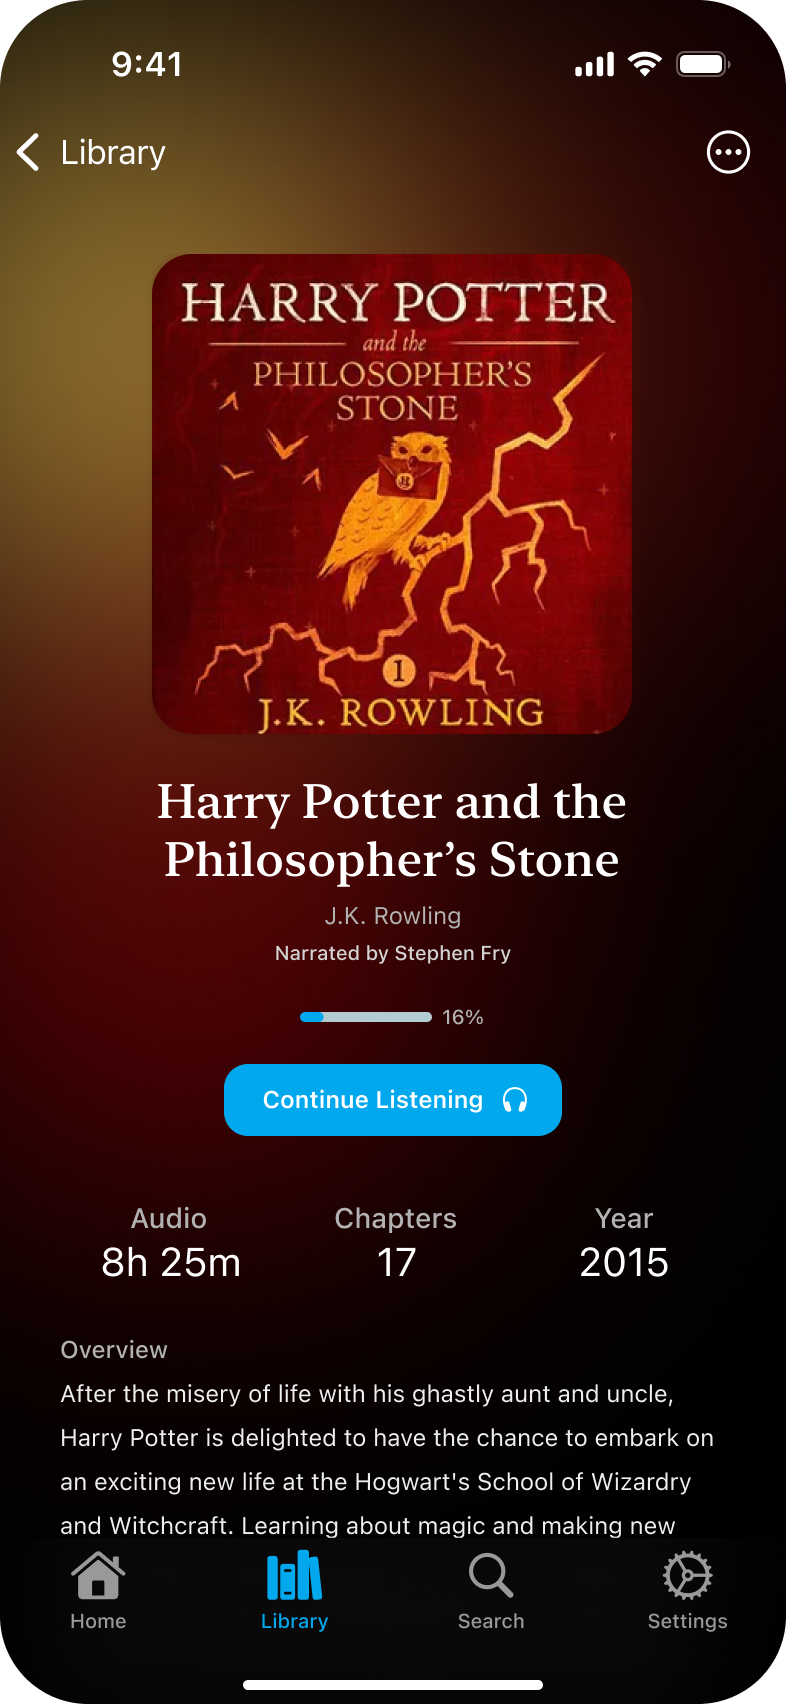 9:41
Library
HARRY POTTER
and the
PHILOSOPHER'S
STONE
1
J.K. ROWLING
Harry Potter and the
Philosopher’s Stone
J.K. Rowling
Narrated by Stephen Fry
16%
Continue Listening
Audio Chapters Year
8h 25m 17 2015
Overview
After the misery of life with his ghastly aunt and uncle,
Harry Potter is delighted to have the chance to embark on
an exciting new life at the Hogwart's School of Wizardry
and Witchcraft. Learning about magic and making new
Home Library Search Settings